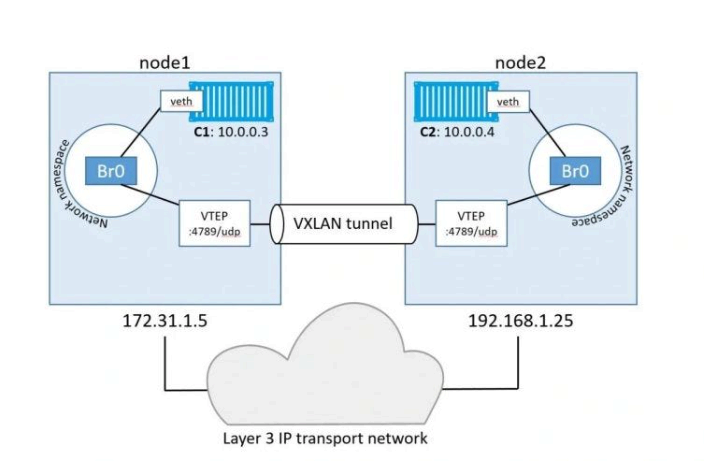 node1
node2
veth
veth
C1: 10.0.0.3
C2: 10.0.0.4
Network namespace
Br0
Br0
Network namespace
VTEP
:4789/udp
VXLAN tunnel
VTEP
:4789/udp
172.31.1.5
192.168.1.25
Layer 3 IP transport network